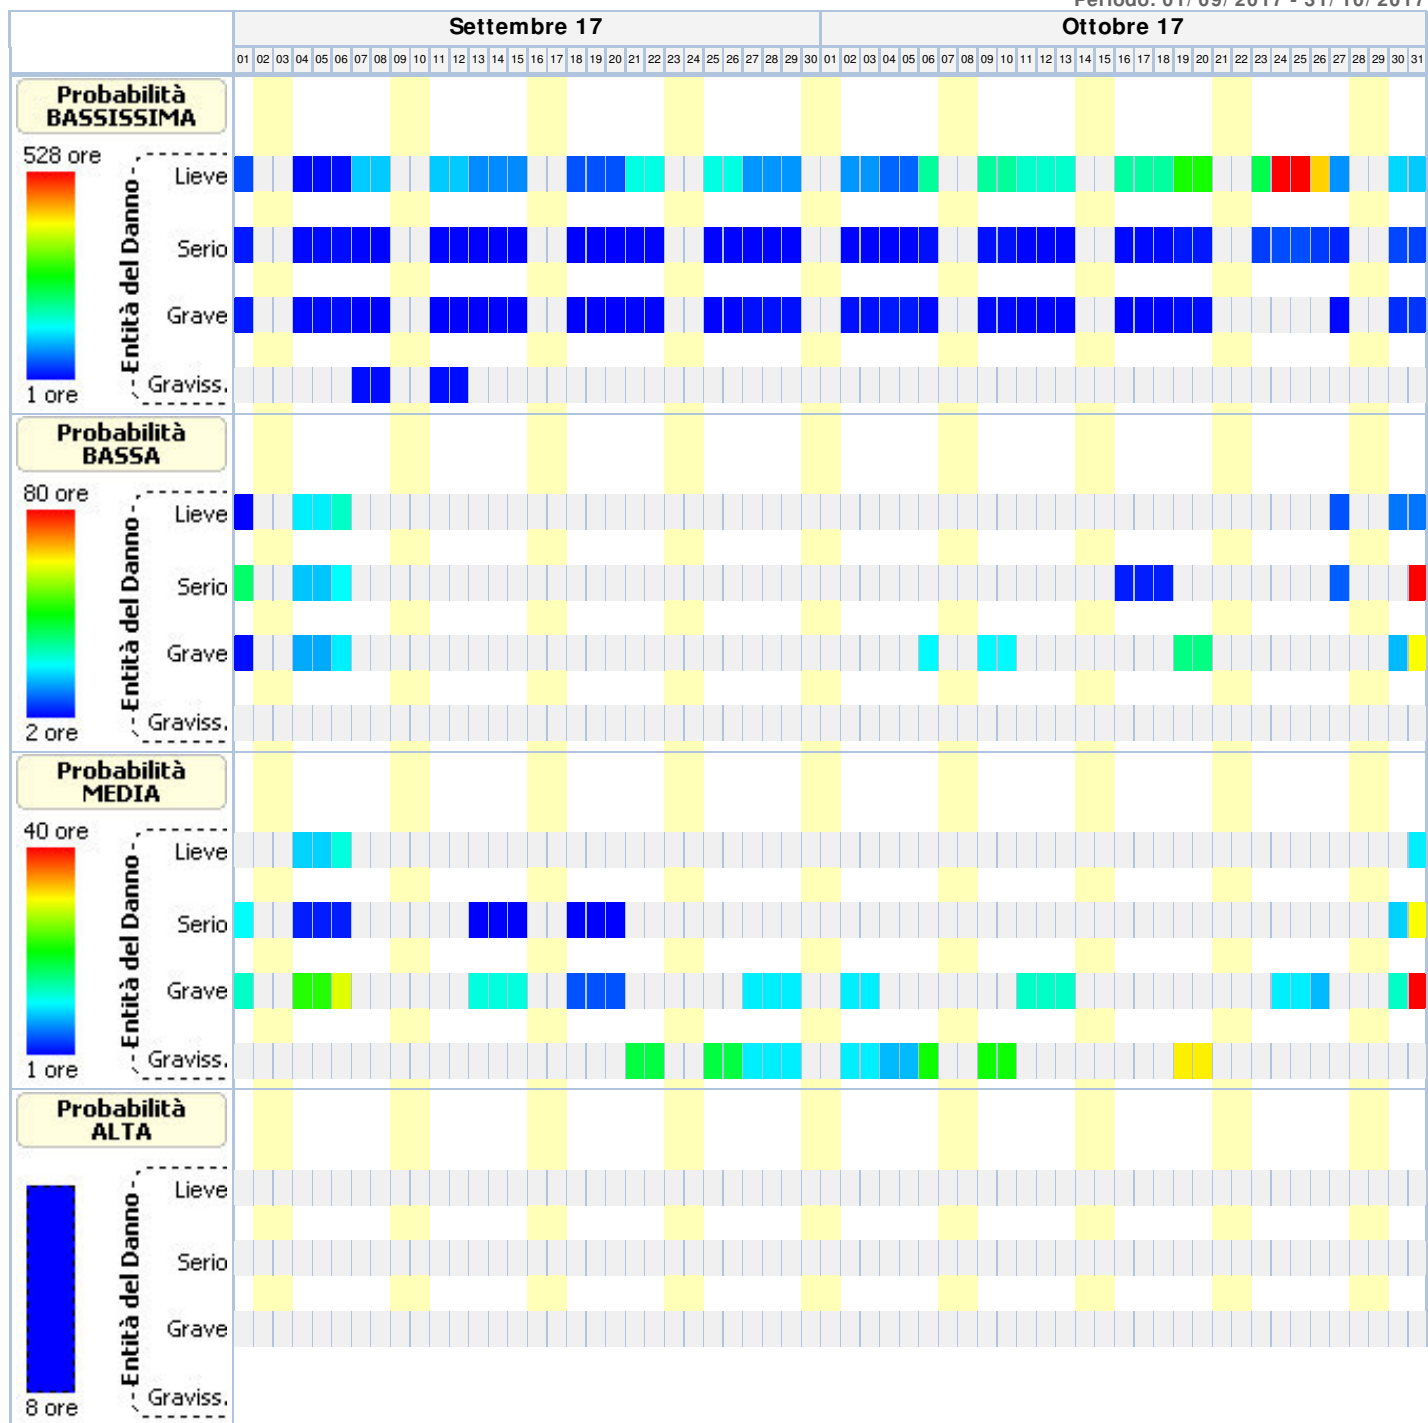 Periodo: 01/09/2017 - 31/10/2017
Settembre 17 Ottobre 17
01 02 03 04 05 06 07 08 09 10 11 12 13 14 15 16 17 18 19 20 21 22 23 24 25 26 27 28 29 30 01 02 03 04 05 06 07 08 09 10 11 12 13 14 15 16 17 18 19 20 21 22 23 24 25 26 27 28 29 30 31
Probabilità
BASSISSIMA
528 ore
Entità del Danno
Lieve
Serio
Grave
Graviss.
1 ore
Probabilità
BASSA
80 ore
Entità del Danno
Lieve
Serio
Grave
Graviss.
2 ore
Probabilità
MEDIA
40 ore
Entità del Danno
Lieve
Serio
Grave
Graviss.
1 ore
Probabilità
ALTA
Entità del Danno
Lieve
Serio
Grave
Graviss.
8 ore